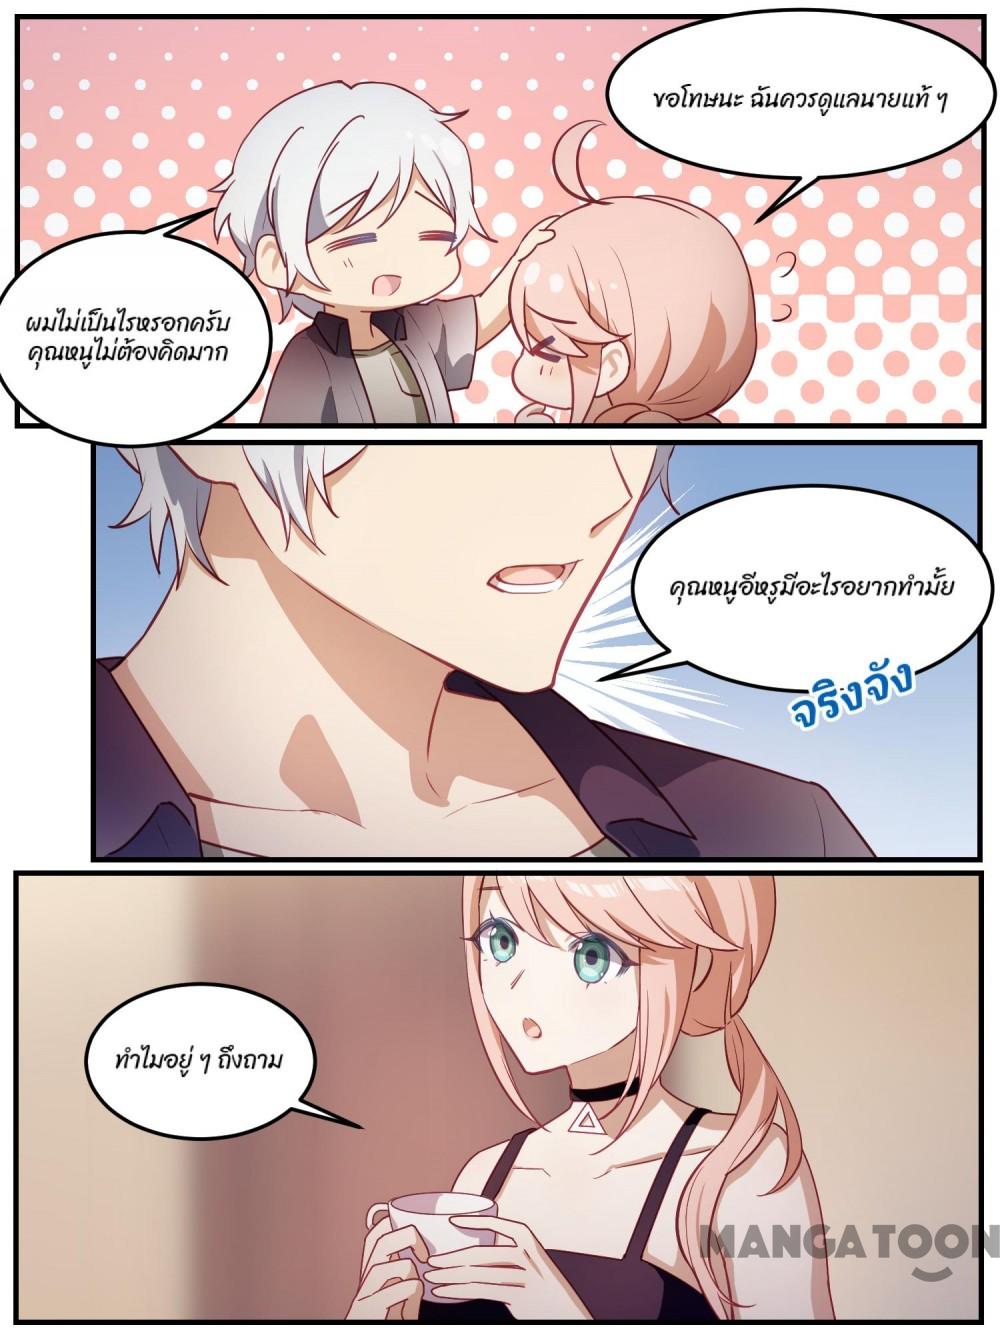 ขอโทษนะ ฉันควรดูแลนายแท้ ๆ
ผมไม่เป็นไรหรอกครับ
คุณหนูไม่ต้องคิดมาก
คุณหนูอีหรูมีอะไรอยากทำมั้ย
จริงจัง
ทำไมอยู่ ๆ ถึงถาม
MANGATOON